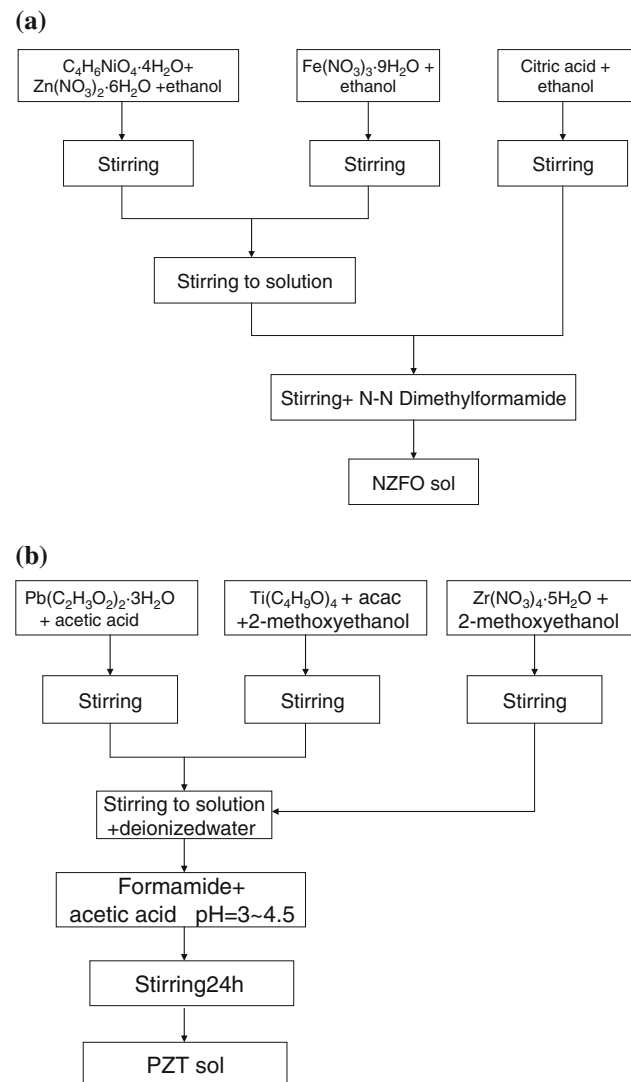 (a)
C₄H₆NiO₄·4H₂O+
Zn(NO₃)₂·6H₂O +ethanol
Fe(NO₃)₃·9H₂O +
ethanol
Citric acid +
ethanol
Stirring
Stirring
Stirring
Stirring to solution
Stirring+ N-N Dimethylformamide
NZFO sol
(b)
Pb(C₂H₃O₂)₂·3H₂O
+ acetic acid
Ti(C₄H₉O)₄ + acac
+2-methoxyethanol
Zr(NO₃)₄·5H₂O +
2-methoxyethanol
Stirring
Stirring
Stirring
Stirring to solution
+deionizedwater
Formamide+
acetic acid pH=3~4.5
Stirring24h
PZT sol